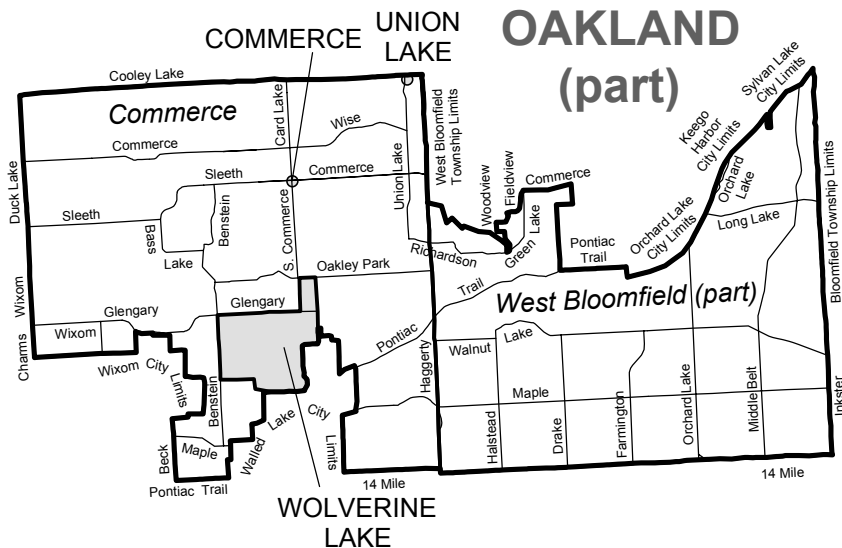 OAKLAND
(part)
UNION
LAKE
COMMERCE
Cooley Lake
Commerce
Card Lake
Wise
Commerce
Sleeth
Commerce
Union Lake
West Bloomfield
Township Limits
Woodview
Fieldview
Commerce
Green Lake
Richardson
Duck Lake
Sleeth
Bass
Lake
Benstein
S. Commerce
Oakley Park
Glengary
Glengary
Wixom
Wixom
Charms
Wixom City
Limits
Benstein
Beck
Maple
Pontiac Trail
Walled Lake City
Limits
WOLVERINE
LAKE
14 Mile
Haggerty
Pontiac Trail
Pontiac
Trail
Orchard Lake
City Limits
Keego
Harbor
City Limits
Sylvan Lake
City Limits
Orchard
Lake
Long Lake
Bloomfield Township Limits
West Bloomfield (part)
Walnut Lake
Maple
Halstead
Drake
Farmington
Orchard Lake
Middle Belt
Inkster
14 Mile